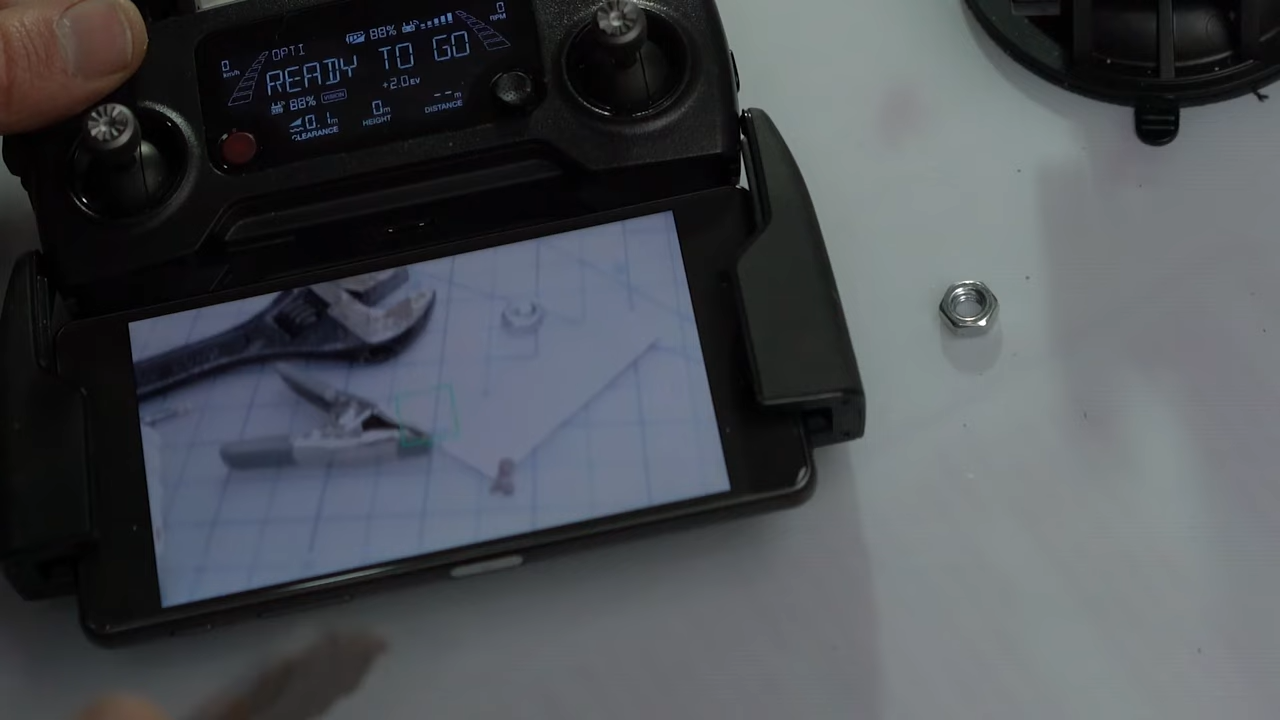 OPTI 88% 0 RPM
0 km/h READY TO GO
+2.0EV
88% VISION
0.1m 0m --m
CLEARANCE HEIGHT DISTANCE